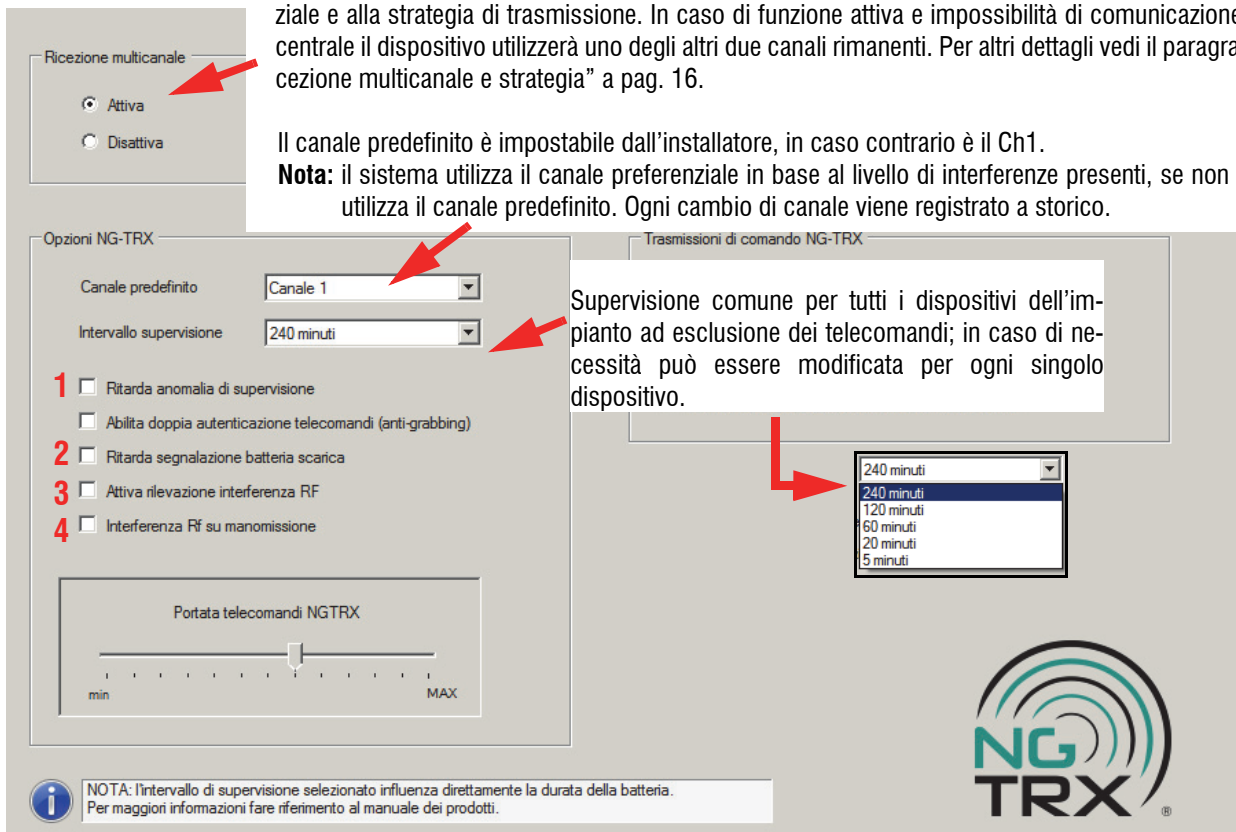 ziale e alla strategia di trasmissione. In caso di funzione attiva e impossibilità di comunicazione
centrale il dispositivo utilizzerà uno degli altri due canali rimanenti. Per altri dettagli vedi il paragra
cezione multicanale e strategia” a pag. 16.
Ricezione multicanale
Attiva
Disattiva
Il canale predefinito è impostabile dall’installatore, in caso contrario è il Ch1.
Nota: il sistema utilizza il canale preferenziale in base al livello di interferenze presenti, se non
utilizza il canale predefinito. Ogni cambio di canale viene registrato a storico.
Opzioni NG-TRX
Canale predefinito Canale 1
Intervallo supervisione 240 minuti
1 Ritarda anomalia di supervisione
Abilita doppia autenticazione telecomandi (anti-grabbing)
2 Ritarda segnalazione batteria scarica
3 Attiva rilevazione interferenza RF
4 Interferenza Rf su manomissione
Portata telecomandi NGTRX
min MAX
Trasmissioni di comando NG-TRX
Supervisione comune per tutti i dispositivi dell’im-
pianto ad esclusione dei telecomandi; in caso di ne-
cessità può essere modificata per ogni singolo
dispositivo.
240 minuti
240 minuti
120 minuti
60 minuti
20 minuti
5 minuti
NG
TRX
®
NOTA: l'intervallo di supervisione selezionato influenza direttamente la durata della batteria.
Per maggiori informazioni fare riferimento al manuale dei prodotti.